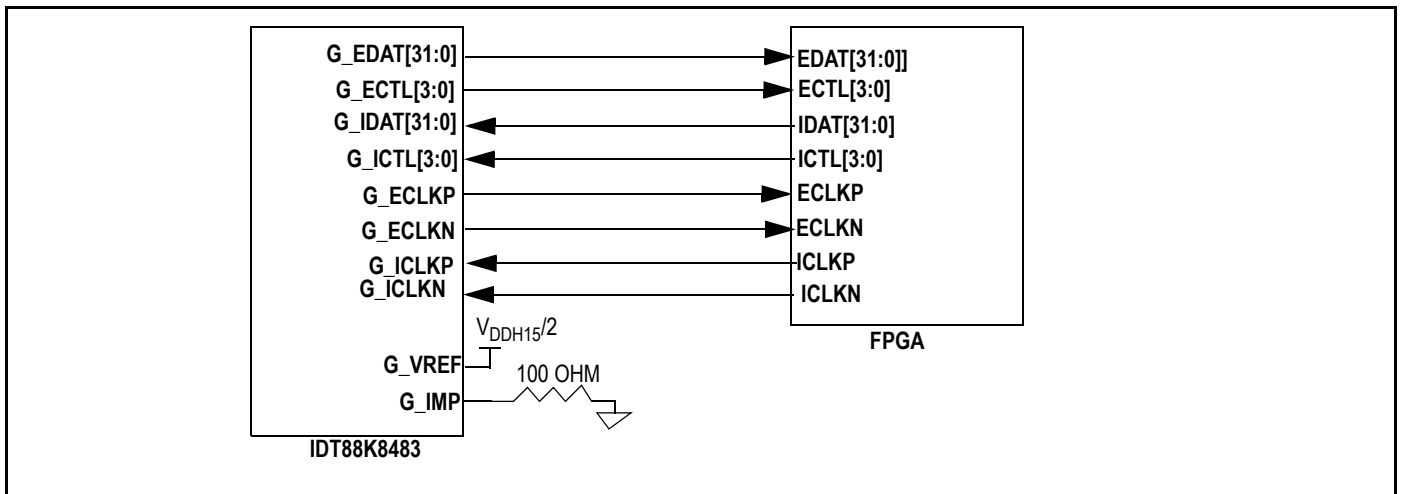 G_EDAT[31:0] EDAT[31:0]]
G_ECTL[3:0] ECTL[3:0]
G_IDAT[31:0] IDAT[31:0]
G_ICTL[3:0] ICTL[3:0]
G_ECLKP ECLKP
G_ECLKN ECLKN
G_ICLKP ICLKP
G_ICLKN ICLKN
VDDH15/2
FPGA
G_VREF
100 OHM
G_IMP
IDT88K8483